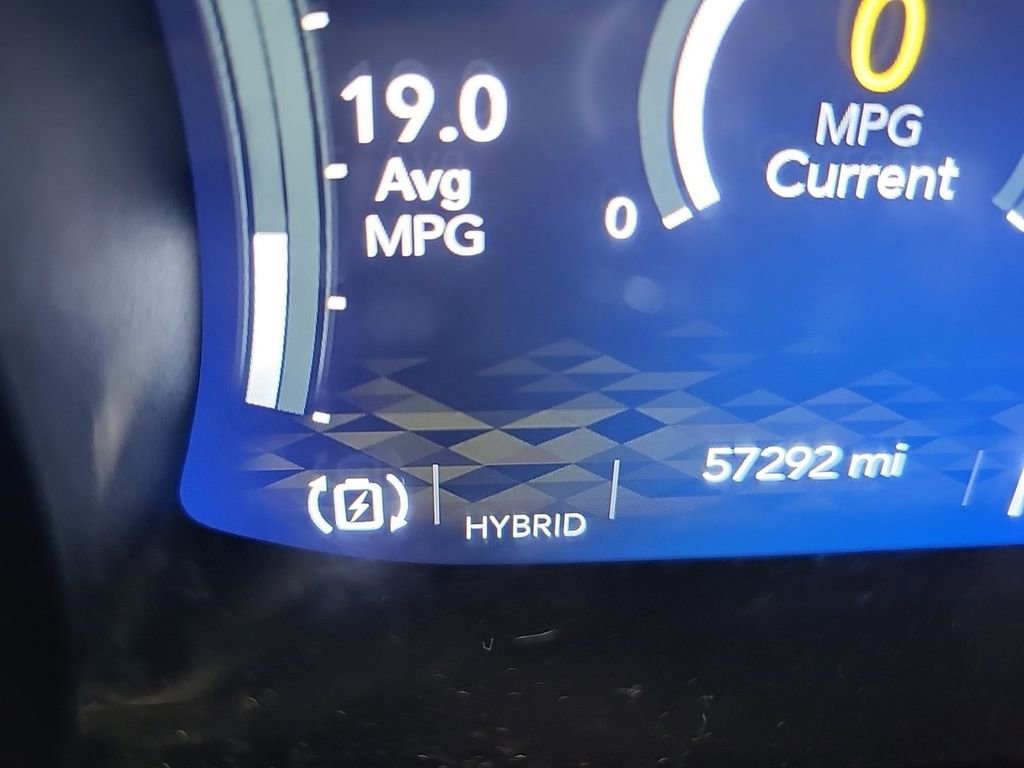 19.0
Avg
MPG
0
0
MPG
Current
57292 mi
HYBRID